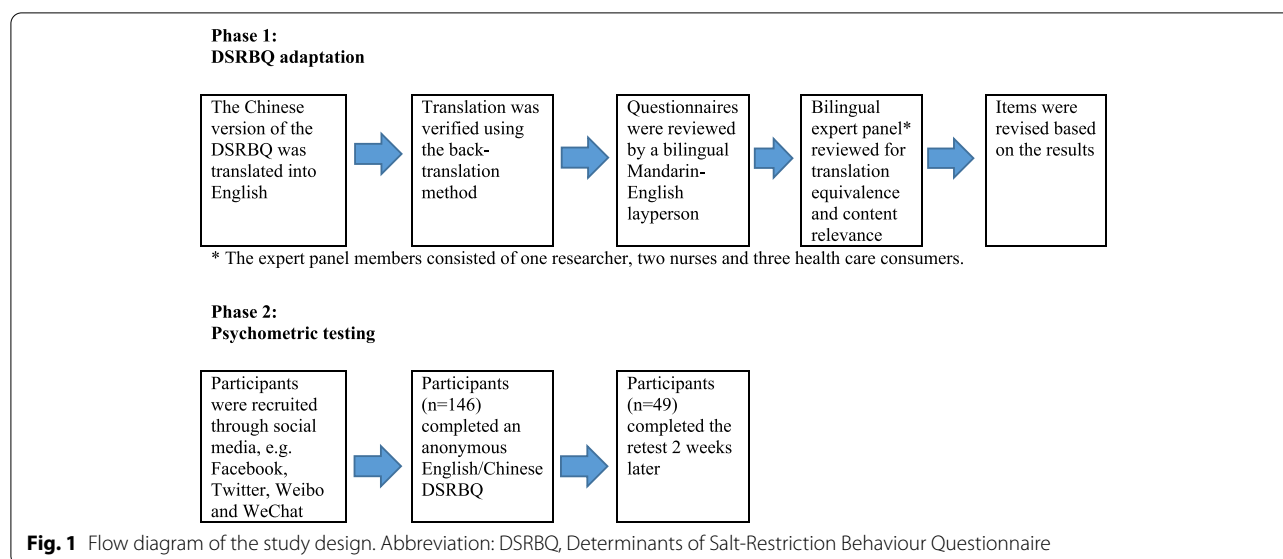 Phase 1:
DSRBQ adaptation
The Chinese
version of the
DSRBQ was
translated into
English
Translation was
verified using
the back-
translation
method
Questionnaires
were reviewed
by a bilingual
Mandarin-
English
layperson
Bilingual
expert panel*
reviewed for
translation
equivalence
and content
relevance
Items were
revised based
on the results
* The expert panel members consisted of one researcher, two nurses and three health care consumers.
Phase 2:
Psychometric testing
Participants
were recruited
through social
media, e.g.
Facebook,
Twitter, Weibo
and WeChat
Participants
(n=146)
completed an
anonymous
English/Chinese
DSRBQ
Participants
(n=49)
completed the
retest 2 weeks
later
Fig. 1 Flow diagram of the study design. Abbreviation: DSRBQ, Determinants of Salt-Restriction Behaviour Questionnaire